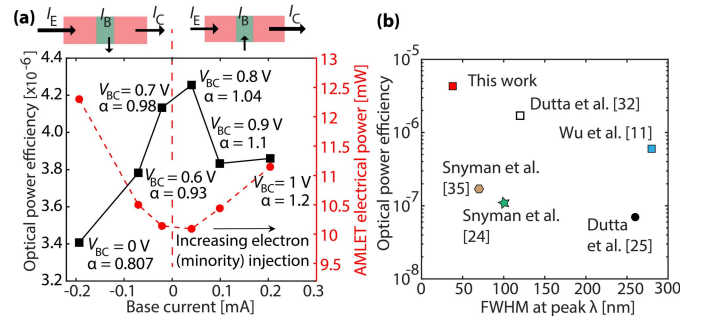 (a)
I_E I_B I_C
I_E I_B I_C
Optical power efficiency [x10⁻⁶]
4.4
4.2
4.0
3.8
3.6
3.4
3.2
V_BC = 0.7 V
α = 0.98
V_BC = 0.8 V
α = 1.04
V_BC = 0.9 V
α = 1.1
V_BC = 0.6 V
α = 0.93
V_BC = 1 V
α = 1.2
V_BC = 0 V
α = 0.807
Increasing electron
(minority) injection
-0.2 -0.1 0 0.1 0.2 0.3
Base current [mA]
13
12.5
12
11.5
11
10.5
10
9.5
AMLET electrical power [mW]
(b)
Optical power efficiency
10⁻⁵
10⁻⁶
10⁻⁷
10⁻⁸
This work
Dutta et al. [32]
Wu et al. [11]
Snyman et al.
[35]
Snyman et al.
[24]
Dutta
et al. [25]
0 50 100 150 200 250 300
FWHM at peak λ [nm]